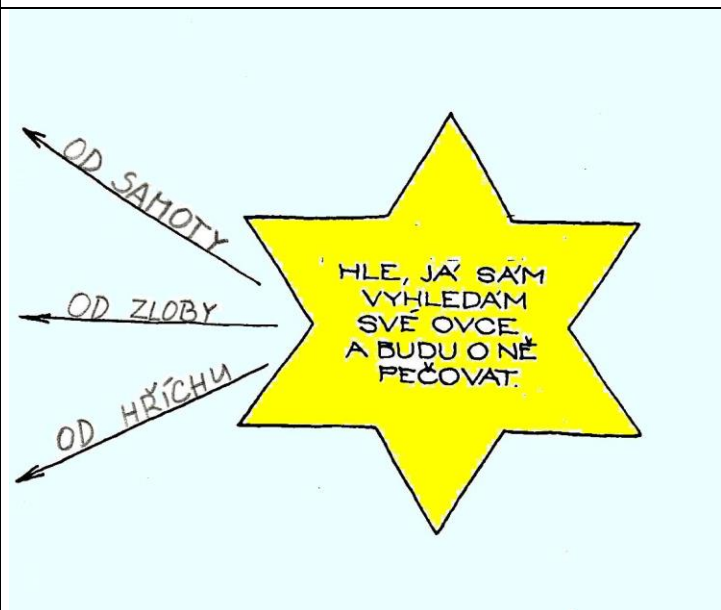 OD SAMOTY
OD ZLOBY
OD HŘÍCHU
HLE, JÁ SÁM
VYHLEDÁM
SVÉ OVCE
A BUDU O NĚ
PEČOVAT.